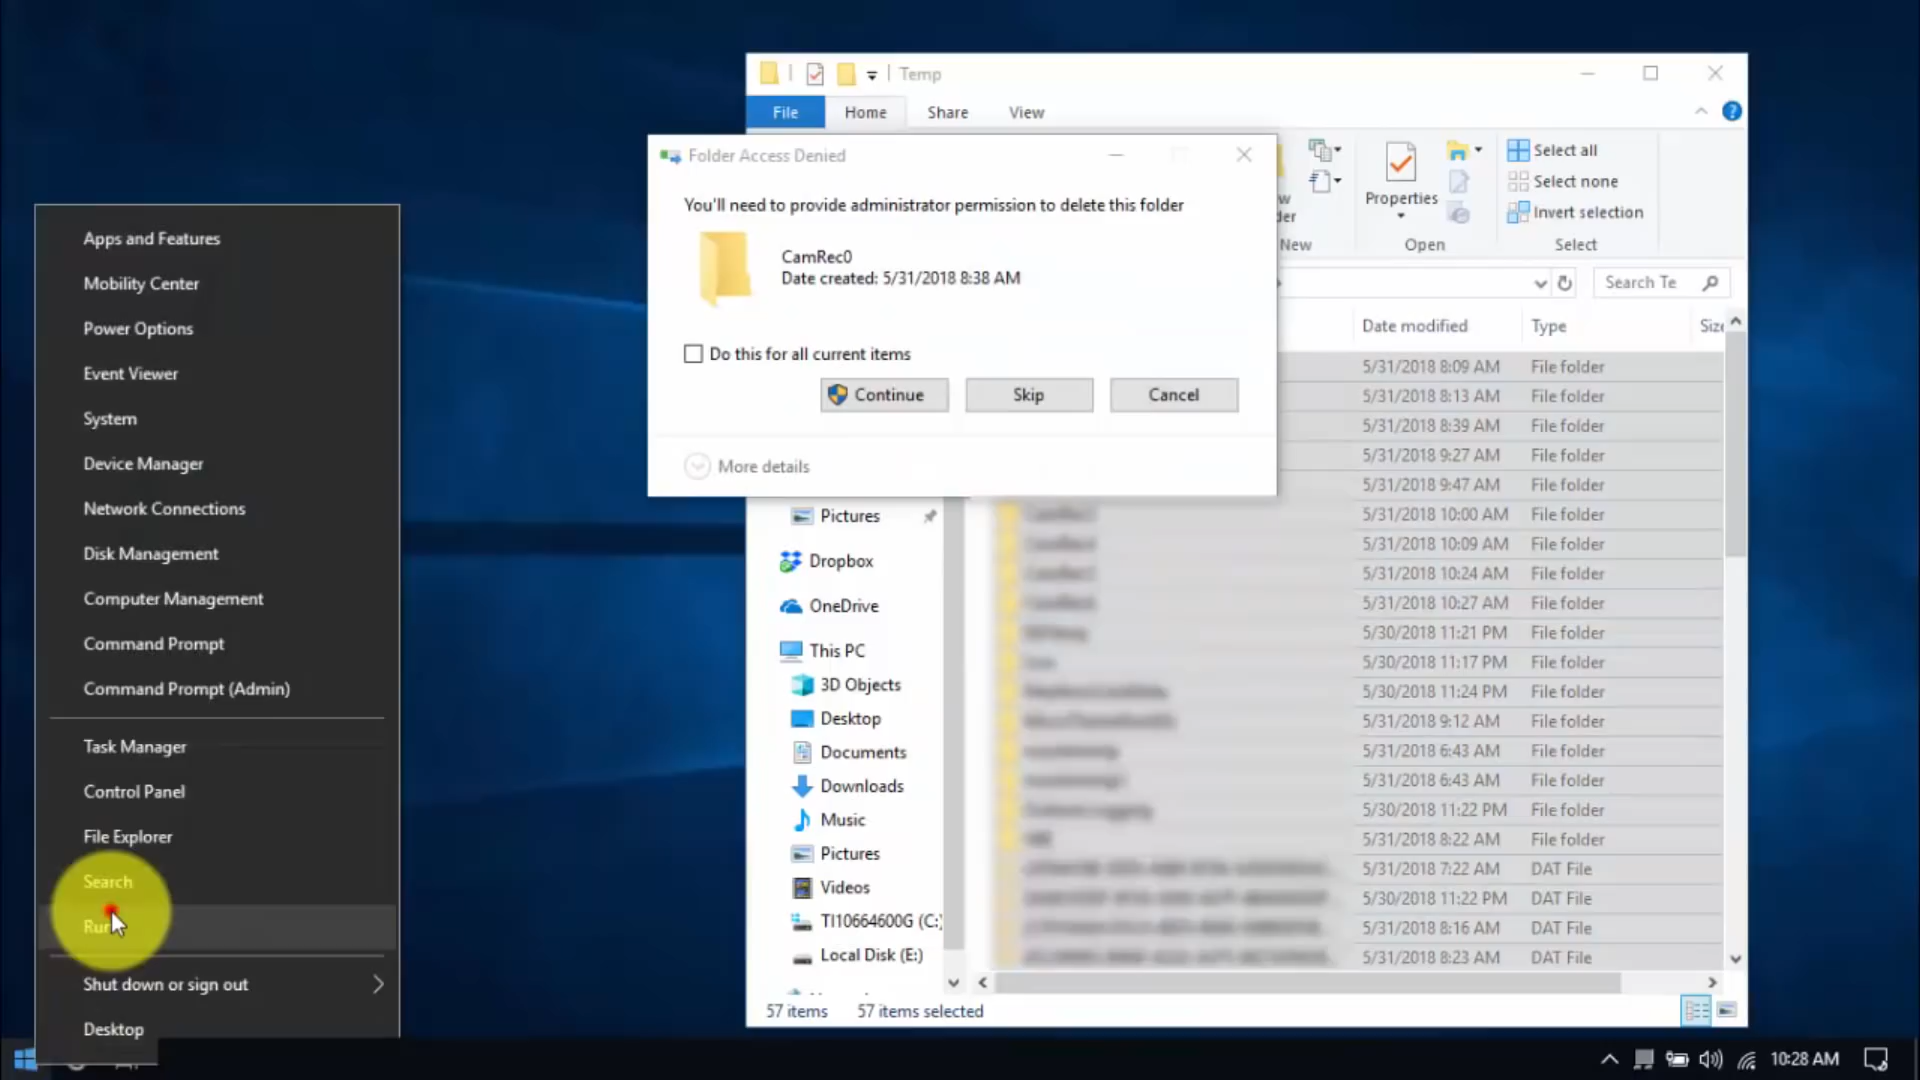 Temp
File
Home
Share
View
Folder Access Denied
You'll need to provide administrator permission to delete this folder
CamRec0
Date created: 5/31/2018 8:38 AM
Do this for all current items
Continue
Skip
Cancel
More details
Properties
Select all
Select none
Invert selection
New
Open
Select
Search Te
Date modified
Type
Size
5/31/2018 8:09 AM File folder
5/31/2018 8:13 AM File folder
5/31/2018 8:39 AM File folder
5/31/2018 9:27 AM File folder
5/31/2018 9:47 AM File folder
5/31/2018 10:00 AM File folder
5/31/2018 10:09 AM File folder
5/31/2018 10:24 AM File folder
5/31/2018 10:27 AM File folder
5/30/2018 11:21 PM File folder
5/30/2018 11:17 PM File folder
5/30/2018 11:24 PM File folder
5/31/2018 9:12 AM File folder
5/31/2018 6:43 AM File folder
5/31/2018 6:43 AM File folder
5/30/2018 11:22 PM File folder
5/31/2018 8:22 AM File folder
5/31/2018 7:22 AM DAT File
5/30/2018 11:22 PM DAT File
5/31/2018 8:16 AM DAT File
5/31/2018 8:23 AM DAT File
Pictures
Dropbox
OneDrive
This PC
3D Objects
Desktop
Documents
Downloads
Music
Pictures
Videos
TI10664600G (C:)
Local Disk (E:)
57 items
57 items selected
Apps and Features
Mobility Center
Power Options
Event Viewer
System
Device Manager
Network Connections
Disk Management
Computer Management
Command Prompt
Command Prompt (Admin)
Task Manager
Control Panel
File Explorer
Search
Run
Shut down or sign out
Desktop
10:28 AM